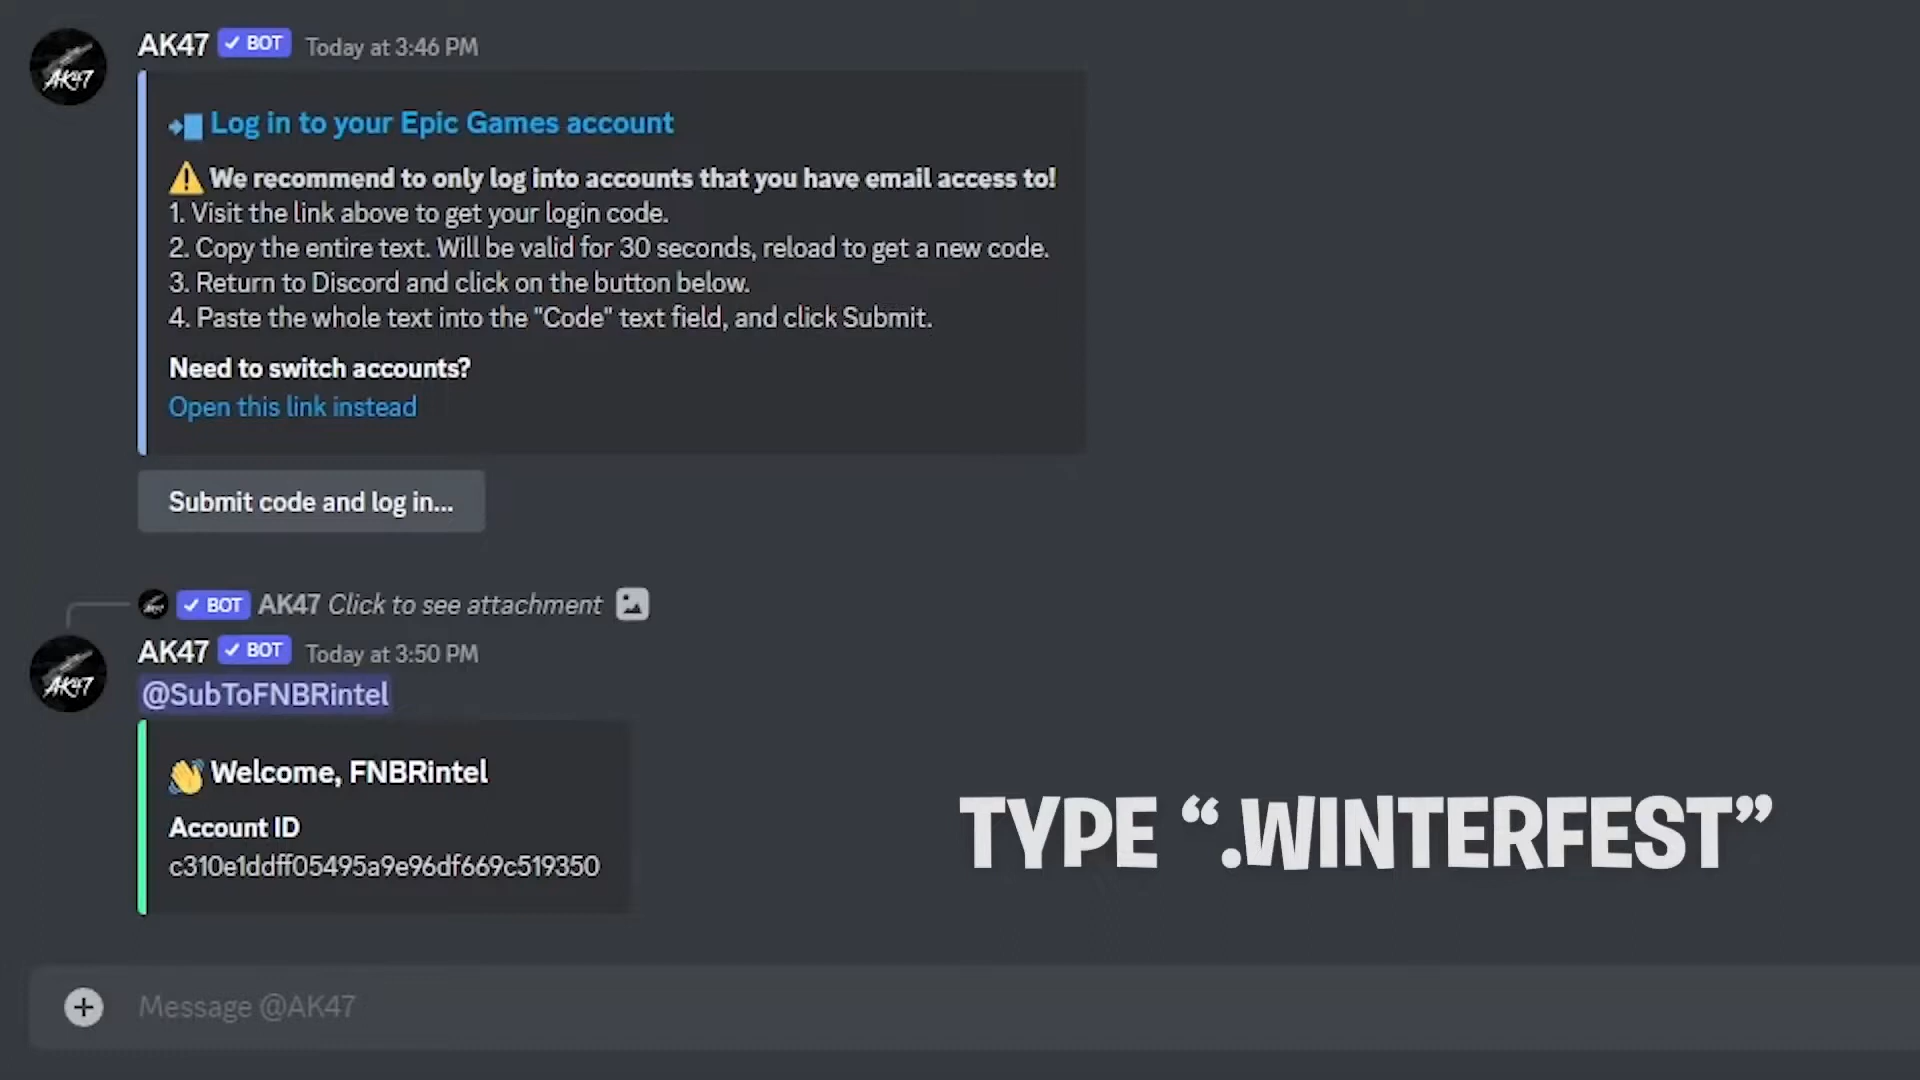 AK47 ✓ BOT Today at 3:46 PM
Log in to your Epic Games account
We recommend to only log into accounts that you have email access to!
1. Visit the link above to get your login code.
2. Copy the entire text. Will be valid for 30 seconds, reload to get a new code.
3. Return to Discord and click on the button below.
4. Paste the whole text into the "Code" text field, and click Submit.
Need to switch accounts?
Open this link instead
Submit code and log in...
✓ BOT AK47 Click to see attachment
AK47 ✓ BOT Today at 3:50 PM
@SubToFNBRintel
👋 Welcome, FNBRintel
Account ID
c310e1ddff05495a9e96df669c519350
TYPE “.WINTERFEST”
Message @AK47